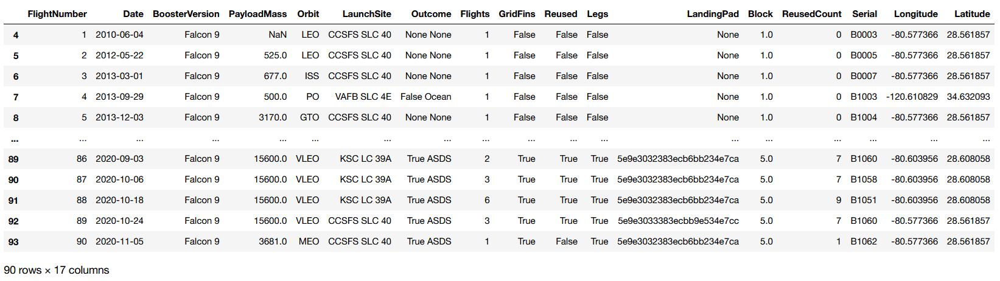 FlightNumber Date BoosterVersion PayloadMass Orbit LaunchSite Outcome Flights GridFins Reused Legs LandingPad Block ReusedCount Serial Longitude Latitude
4 1 2010-06-04 Falcon 9 NaN LEO CCSFS SLC 40 None None 1 False False False None 1.0 0 B0003 -80.577366 28.561857
5 2 2012-05-22 Falcon 9 525.0 LEO CCSFS SLC 40 None None 1 False False False None 1.0 0 B0005 -80.577366 28.561857
6 3 2013-03-01 Falcon 9 677.0 ISS CCSFS SLC 40 None None 1 False False False None 1.0 0 B0007 -80.577366 28.561857
7 4 2013-09-29 Falcon 9 500.0 PO VAFB SLC 4E False Ocean 1 False False False None 1.0 0 B1003 -120.610829 34.632093
8 5 2013-12-03 Falcon 9 3170.0 GTO CCSFS SLC 40 None None 1 False False False None 1.0 0 B1004 -80.577366 28.561857
... ... ... ... ... ... ... ... ... ... ... ... ... ... ... ... ... ...
89 86 2020-09-03 Falcon 9 15600.0 VLEO KSC LC 39A True ASDS 2 True True True 5e9e3032383ecb6bb234e7ca 5.0 7 B1060 -80.603956 28.608058
90 87 2020-10-06 Falcon 9 15600.0 VLEO KSC LC 39A True ASDS 3 True True True 5e9e3032383ecb6bb234e7ca 5.0 7 B1058 -80.603956 28.608058
91 88 2020-10-18 Falcon 9 15600.0 VLEO KSC LC 39A True ASDS 6 True True True 5e9e3032383ecb6bb234e7ca 5.0 9 B1051 -80.603956 28.608058
92 89 2020-10-24 Falcon 9 15600.0 VLEO CCSFS SLC 40 True ASDS 3 True True True 5e9e3033383ecbb9e534e7cc 5.0 7 B1060 -80.577366 28.561857
93 90 2020-11-05 Falcon 9 3681.0 MEO CCSFS SLC 40 True ASDS 1 True False True 5e9e3032383ecb6bb234e7ca 5.0 1 B1062 -80.577366 28.561857
90 rows × 17 columns